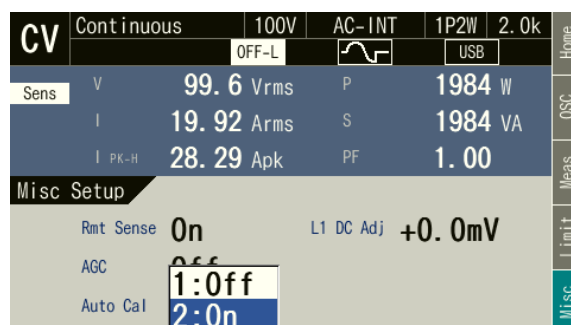 CV Continuous 100V AC-INT 1P2W 2.0k
OFF-L USB
Sens
V 99.6 Vrms P 1984 W
I 19.92 Arms S 1984 VA
I PK-H 28.29 Apk PF 1.00
Misc Setup
Rmt Sense On L1 DC Adj +0.0mV
AGC
1:Off
Auto Cal 2:On
Home
OSC
Meas
Limit
Misc